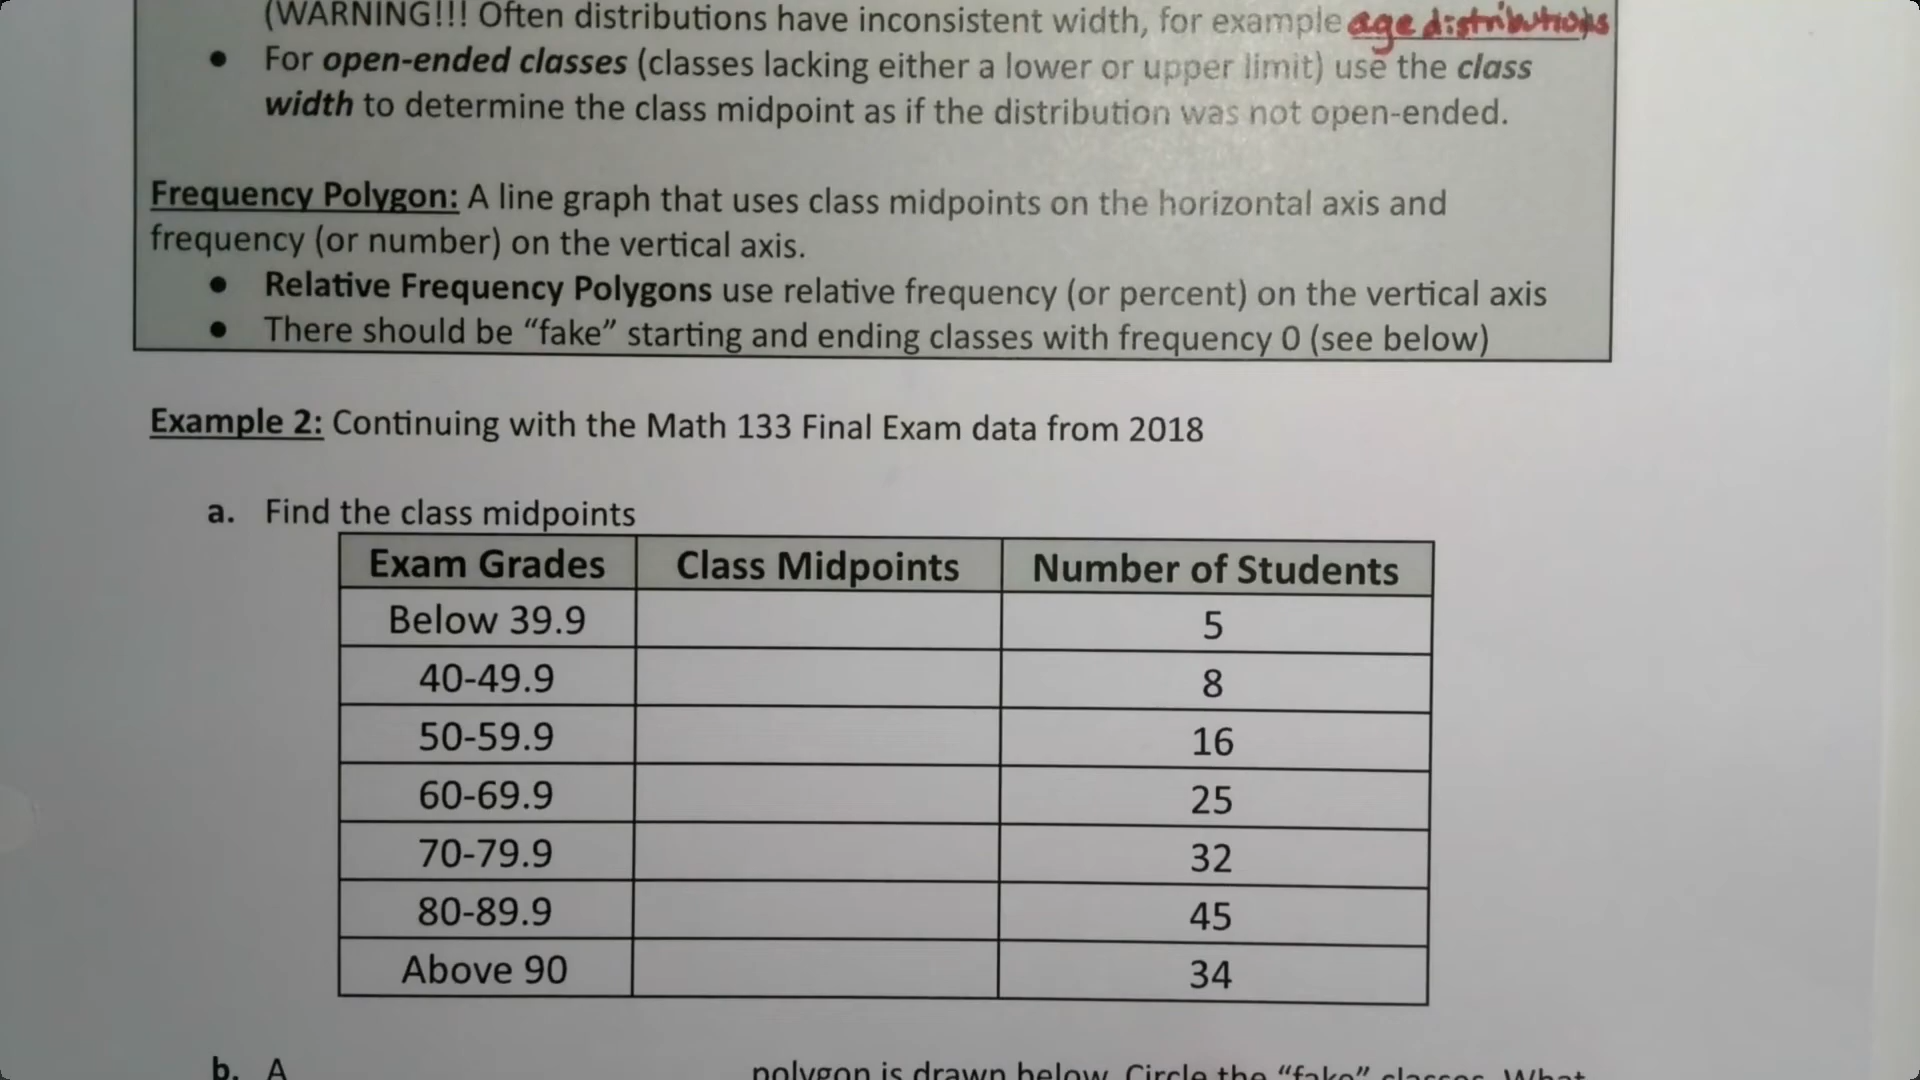 (WARNING!!! Often distributions have inconsistent width, for example age distributions
• For open-ended classes (classes lacking either a lower or upper limit) use the class
width to determine the class midpoint as if the distribution was not open-ended.
Frequency Polygon: A line graph that uses class midpoints on the horizontal axis and
frequency (or number) on the vertical axis.
• Relative Frequency Polygons use relative frequency (or percent) on the vertical axis
• There should be “fake” starting and ending classes with frequency 0 (see below)
Example 2: Continuing with the Math 133 Final Exam data from 2018
a. Find the class midpoints
Exam Grades Class Midpoints Number of Students
Below 39.9 5
40-49.9 8
50-59.9 16
60-69.9 25
70-79.9 32
80-89.9 45
Above 90 34
b. A polygon is drawn below. Circle the “fake” classes. What